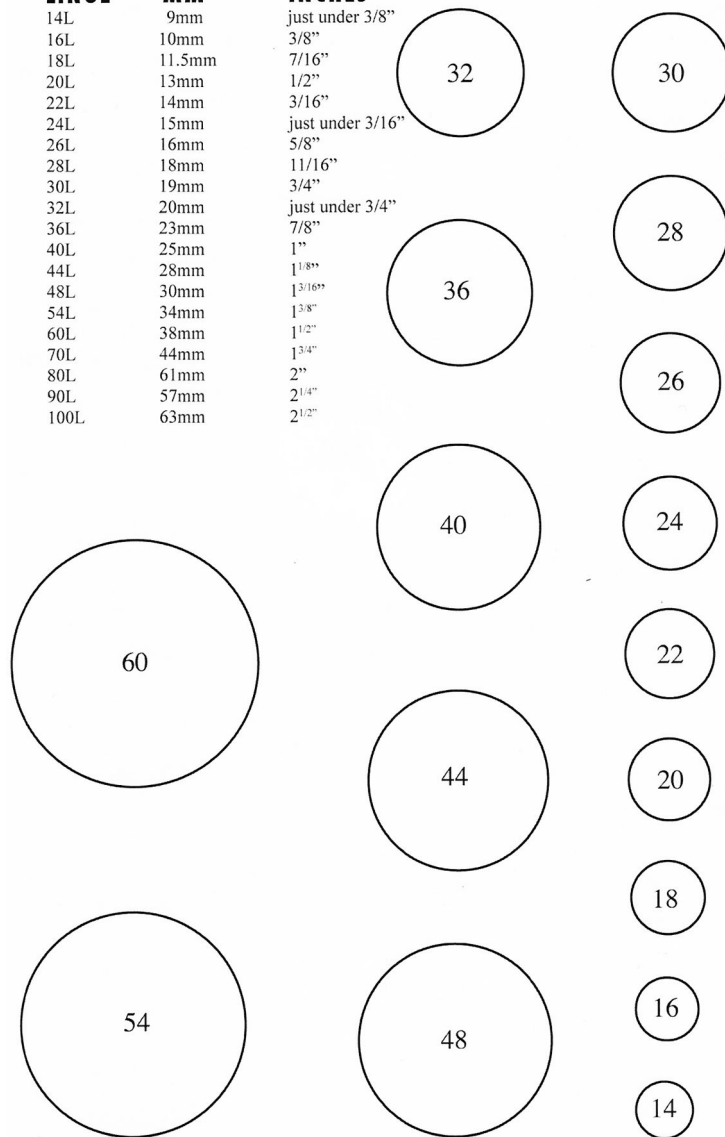 LIGNE mm INCHES
14L 9mm just under 3/8”
16L 10mm 3/8”
18L 11.5mm 7/16”
20L 13mm 1/2”
22L 14mm 3/16”
24L 15mm just under 3/16”
26L 16mm 5/8”
28L 18mm 11/16”
30L 19mm 3/4”
32L 20mm just under 3/4”
36L 23mm 7/8”
40L 25mm 1”
44L 28mm 1 1/8””
48L 30mm 1 3/16””
54L 34mm 1 3/8”
60L 38mm 1 1/2”
70L 44mm 1 3/4”
80L 61mm 2”
90L 57mm 2 1/4”
100L 63mm 2 1/2”
32
30
36
28
26
40
24
60
22
44
20
18
54
48
16
14